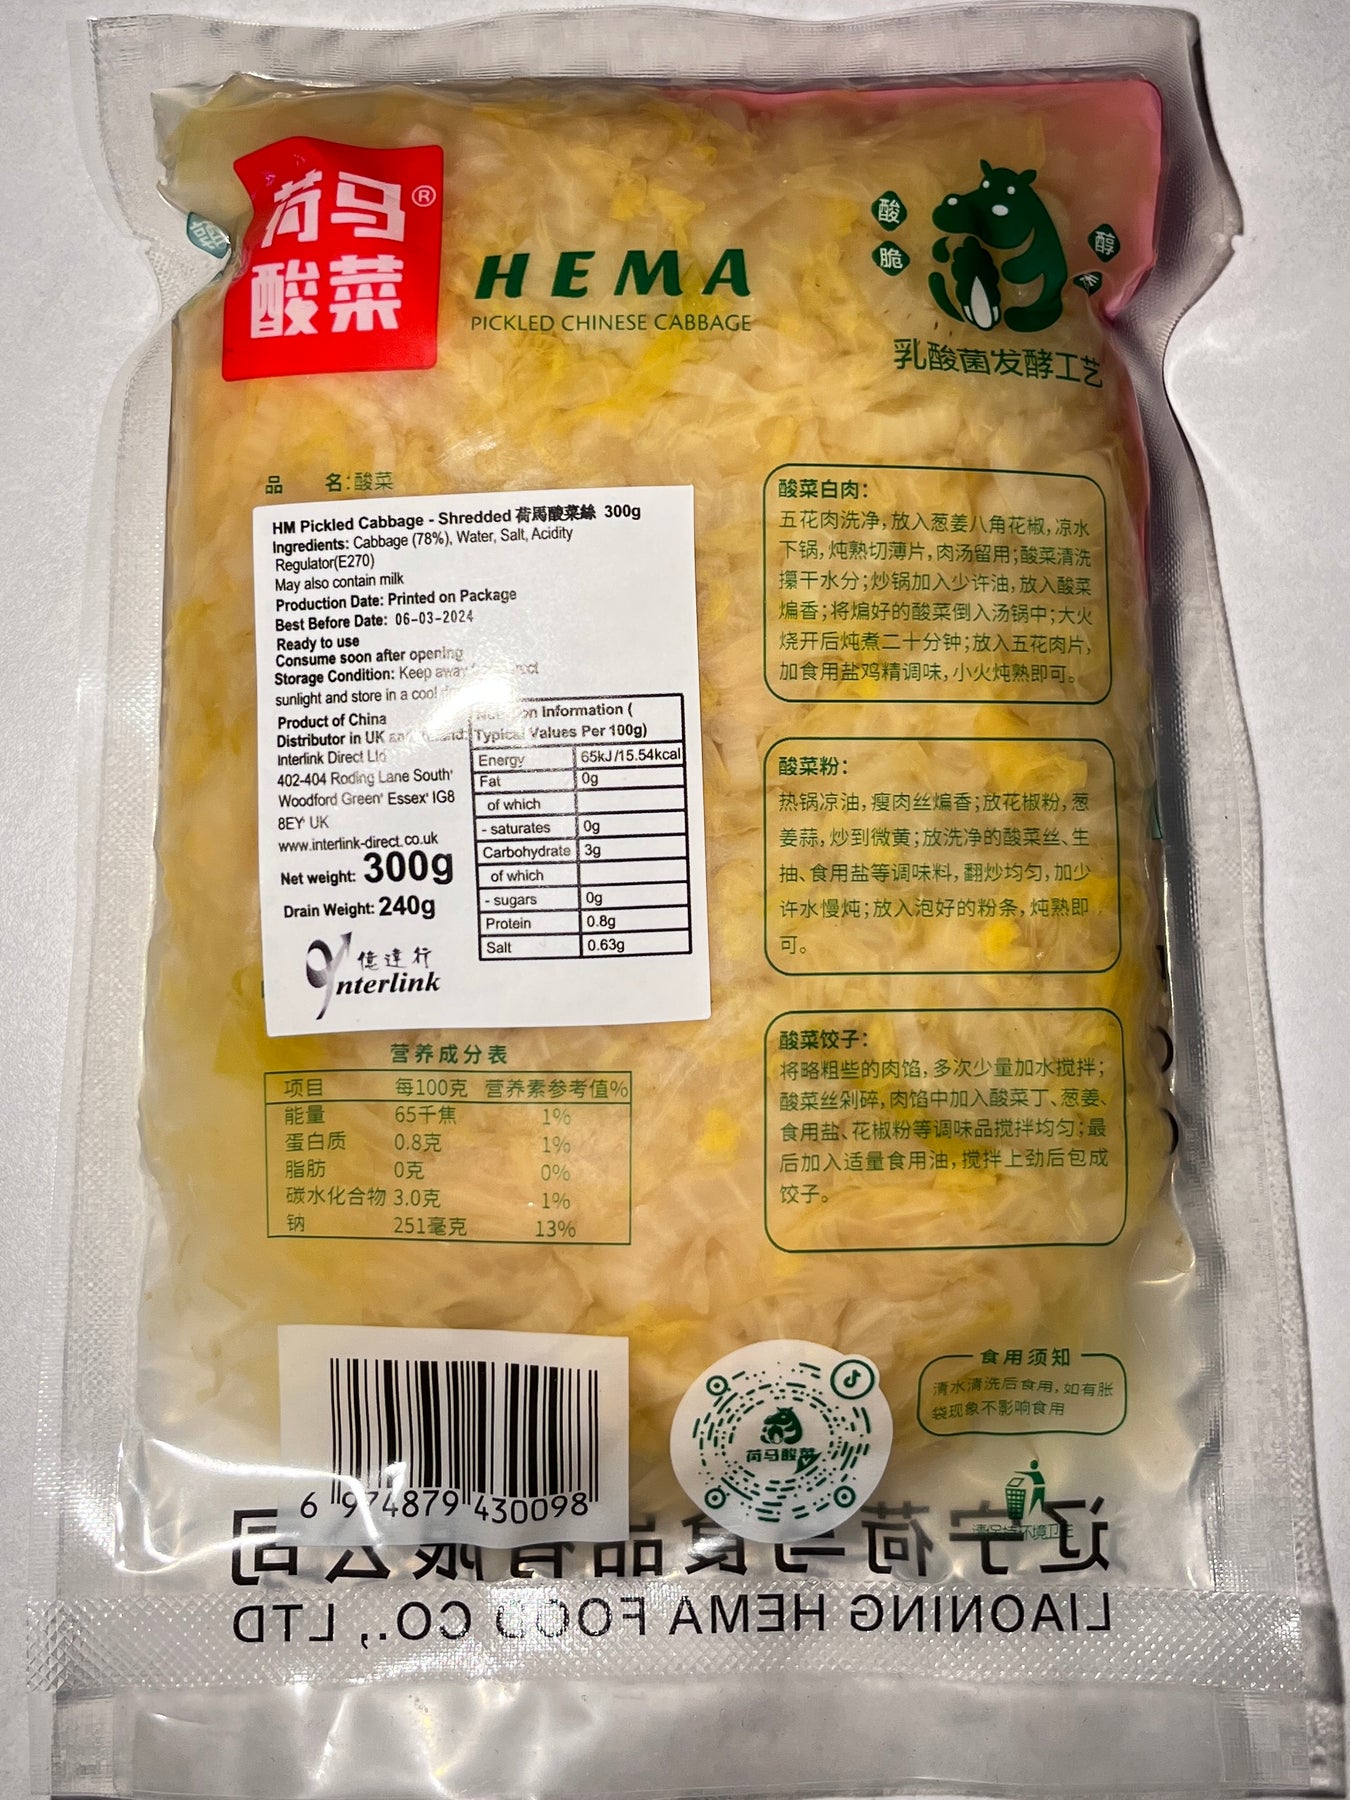 荷马®
酸菜
HEMA
PICKLED CHINESE CABBAGE
酸
脆
醇
乳酸菌发酵工艺
品 名：酸菜
HM Pickled Cabbage - Shredded 荷馬酸菜絲 300g
Ingredients: Cabbage (78%), Water, Salt, Acidity
Regulator(E270)
May also contain milk
Production Date: Printed on Package
Best Before Date: 06-03-2024
Ready to use
Consume soon after opening
Storage Condition: Keep away
sunlight and store in a cool
Product of China
Distributor in UK
Interlink Direct Ltd
402-404 Roding Lane South'
Woodford Green' Essex' IG8
8EY' UK
www.interlink-direct.co.uk
Net weight: 300g
Drain Weight: 240g
億達行
Interlink
Information (
Typical Values Per 100g)
Energy 65kJ/15.54kcal
Fat 0g
of which
- saturates 0g
Carbohydrate 3g
of which
- sugars 0g
Protein 0.8g
Salt 0.63g
营养成分表
项目 每100克 营养素参考值%
能量 65千焦 1%
蛋白质 0.8克 1%
脂肪 0克 0%
碳水化合物 3.0克 1%
钠 251毫克 13%
酸菜白肉：
五花肉洗净，放入葱姜八角花椒，凉水
下锅，炖熟切薄片，肉汤留用；酸菜清洗
攥干水分；炒锅加入少许油，放入酸菜
煸香；将煸好的酸菜倒入汤锅中；大火
烧开后炖煮二十分钟；放入五花肉片，
加食用盐鸡精调味，小火炖熟即可。
酸菜粉：
热锅凉油，瘦肉丝煸香；放花椒粉，葱
姜蒜，炒到微黄；放洗净的酸菜丝、生
抽、食用盐等调味料，翻炒均匀，加少
许水慢炖；放入泡好的粉条，炖熟即
可。
酸菜饺子：
将略粗些的肉馅，多次少量加水搅拌；
酸菜丝剁碎，肉馅中加入酸菜丁、葱姜、
食用盐、花椒粉等调味品搅拌均匀；最
后加入适量食用油，搅拌上劲后包成
饺子。
食用须知
清水清洗后食用，如有胀
袋现象不影响食用
荷马酸菜
6 974879 430098
请保持环境卫生
辽宁荷马食品有限公司
LIAONING HEMA FOOD CO., LTD